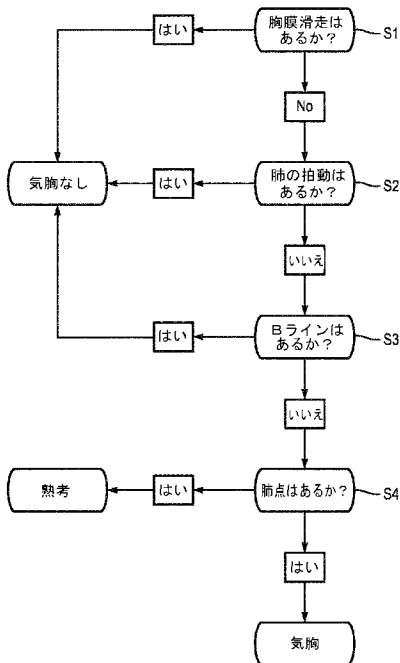 胸膜滑走は
あるか?
S1
はい
No
肺の拍動は
あるか?
S2
はい
気胸なし
いいえ
Bラインは
あるか?
S3
はい
いいえ
肺点はあるか?
S4
はい
熟考
はい
気胸